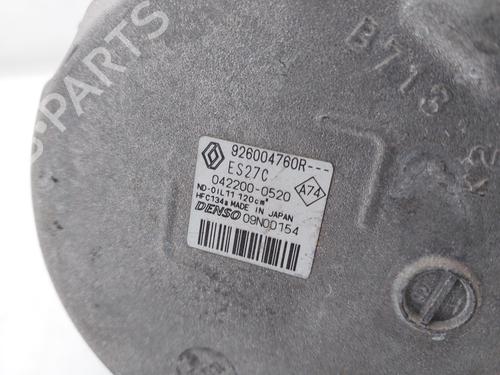 B-PARTS
B713
926004760R---
ES27C
042200-0520
A74
ND-OIL11 120cm³
HFC134a MADE IN JAPAN
DENSO 09N00154